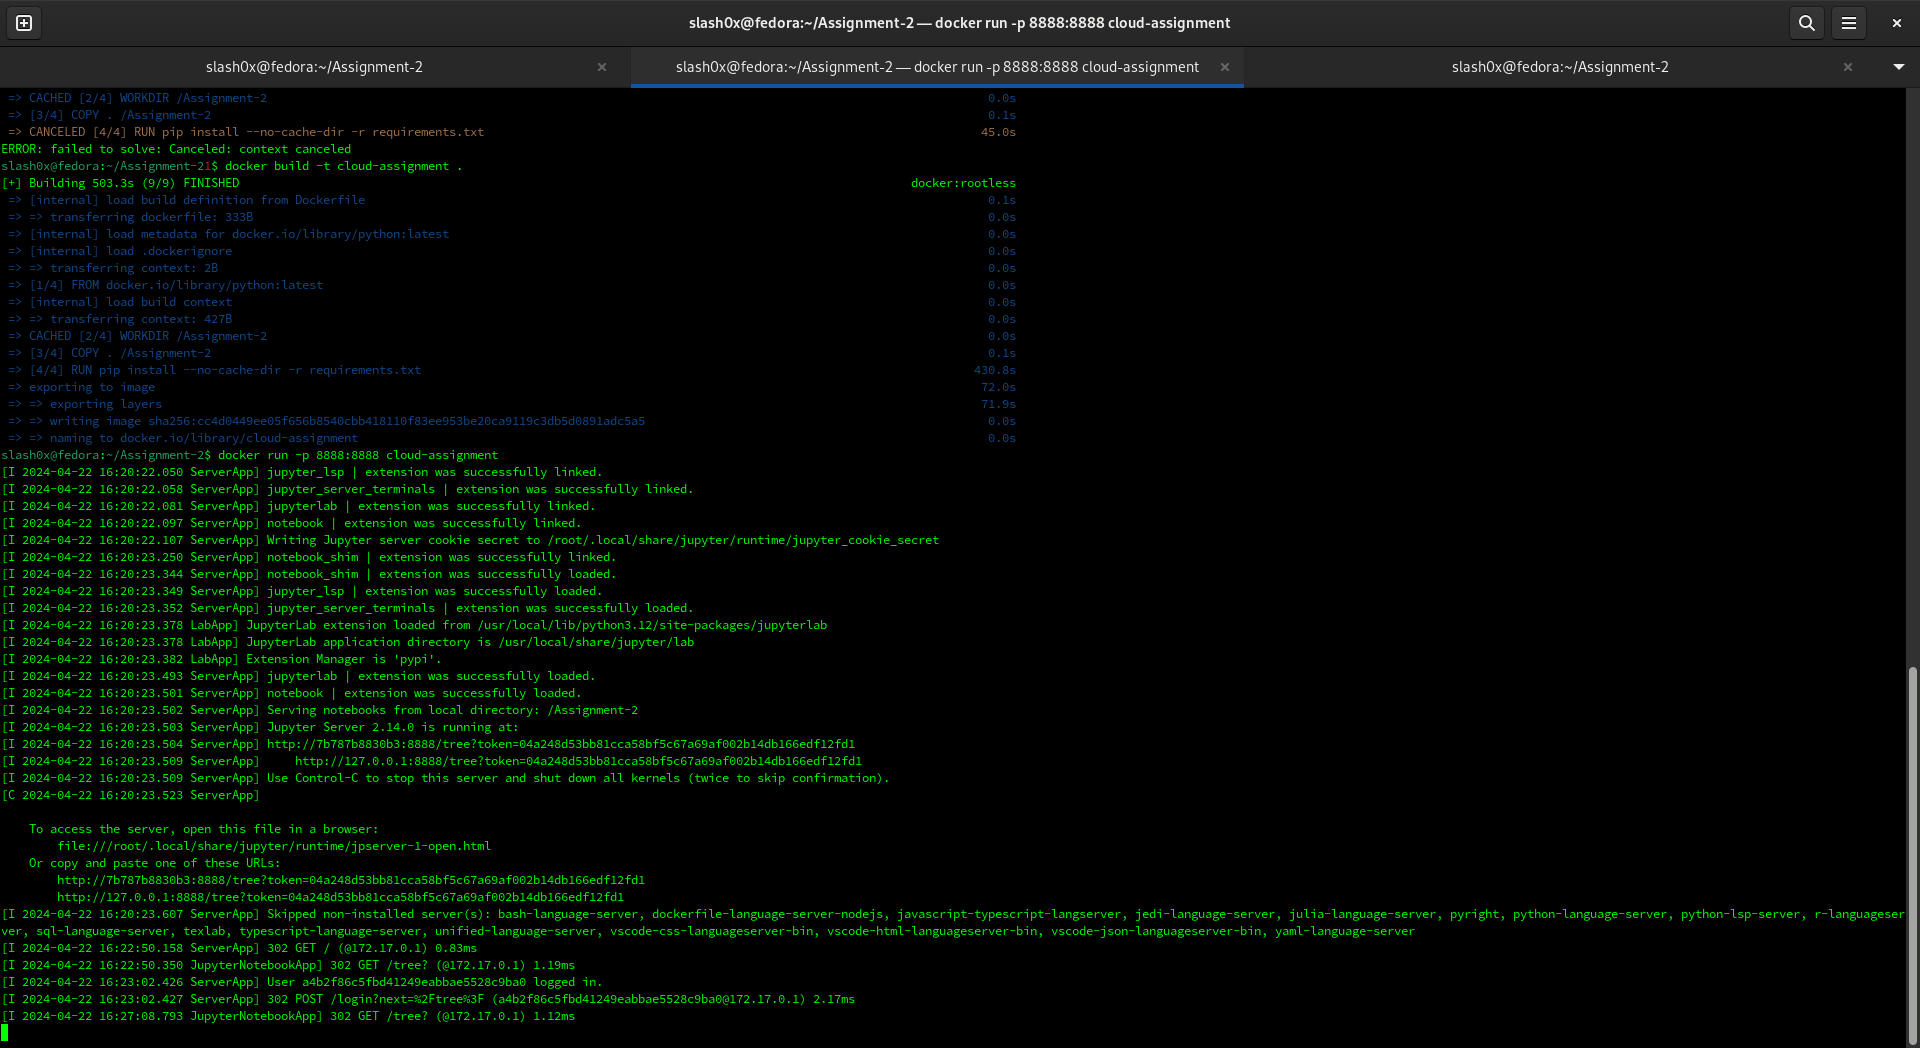 slash0x@fedora:~/Assignment-2 — docker run -p 8888:8888 cloud-assignment
slash0x@fedora:~/Assignment-2 slash0x@fedora:~/Assignment-2 — docker run -p 8888:8888 cloud-assignment slash0x@fedora:~/Assignment-2
=> CACHED [2/4] WORKDIR /Assignment-2 0.0s
=> [3/4] COPY . /Assignment-2 0.1s
=> CANCELED [4/4] RUN pip install --no-cache-dir -r requirements.txt 45.0s
ERROR: failed to solve: Canceled: context canceled
slash0x@fedora:~/Assignment-21$ docker build -t cloud-assignment .
[+] Building 503.3s (9/9) FINISHED docker:rootless
=> [internal] load build definition from Dockerfile 0.1s
=> => transferring dockerfile: 333B 0.0s
=> [internal] load metadata for docker.io/library/python:latest 0.0s
=> [internal] load .dockerignore 0.0s
=> => transferring context: 2B 0.0s
=> [1/4] FROM docker.io/library/python:latest 0.0s
=> [internal] load build context 0.0s
=> => transferring context: 427B 0.0s
=> CACHED [2/4] WORKDIR /Assignment-2 0.0s
=> [3/4] COPY . /Assignment-2 0.1s
=> [4/4] RUN pip install --no-cache-dir -r requirements.txt 430.8s
=> exporting to image 72.0s
=> => exporting layers 71.9s
=> => writing image sha256:cc4d0449ee05f656b8540cbb418110f83ee953be20ca9119c3db5d0891adc5a5 0.0s
=> => naming to docker.io/library/cloud-assignment 0.0s
slash0x@fedora:~/Assignment-2$ docker run -p 8888:8888 cloud-assignment
[I 2024-04-22 16:20:22.050 ServerApp] jupyter_lsp | extension was successfully linked.
[I 2024-04-22 16:20:22.058 ServerApp] jupyter_server_terminals | extension was successfully linked.
[I 2024-04-22 16:20:22.081 ServerApp] jupyterlab | extension was successfully linked.
[I 2024-04-22 16:20:22.097 ServerApp] notebook | extension was successfully linked.
[I 2024-04-22 16:20:22.107 ServerApp] Writing Jupyter server cookie secret to /root/.local/share/jupyter/runtime/jupyter_cookie_secret
[I 2024-04-22 16:20:23.250 ServerApp] notebook_shim | extension was successfully linked.
[I 2024-04-22 16:20:23.344 ServerApp] notebook_shim | extension was successfully loaded.
[I 2024-04-22 16:20:23.349 ServerApp] jupyter_lsp | extension was successfully loaded.
[I 2024-04-22 16:20:23.352 ServerApp] jupyter_server_terminals | extension was successfully loaded.
[I 2024-04-22 16:20:23.378 LabApp] JupyterLab extension loaded from /usr/local/lib/python3.12/site-packages/jupyterlab
[I 2024-04-22 16:20:23.378 LabApp] JupyterLab application directory is /usr/local/share/jupyter/lab
[I 2024-04-22 16:20:23.382 LabApp] Extension Manager is 'pypi'.
[I 2024-04-22 16:20:23.493 ServerApp] jupyterlab | extension was successfully loaded.
[I 2024-04-22 16:20:23.501 ServerApp] notebook | extension was successfully loaded.
[I 2024-04-22 16:20:23.502 ServerApp] Serving notebooks from local directory: /Assignment-2
[I 2024-04-22 16:20:23.503 ServerApp] Jupyter Server 2.14.0 is running at:
[I 2024-04-22 16:20:23.504 ServerApp] http://7b787b8830b3:8888/tree?token=04a248d53bb81cca58bf5c67a69af002b14db166edf12fd1
[I 2024-04-22 16:20:23.509 ServerApp]     http://127.0.0.1:8888/tree?token=04a248d53bb81cca58bf5c67a69af002b14db166edf12fd1
[I 2024-04-22 16:20:23.509 ServerApp] Use Control-C to stop this server and shut down all kernels (twice to skip confirmation).
[C 2024-04-22 16:20:23.523 ServerApp]
To access the server, open this file in a browser:
file:///root/.local/share/jupyter/runtime/jpserver-1-open.html
Or copy and paste one of these URLs:
http://7b787b8830b3:8888/tree?token=04a248d53bb81cca58bf5c67a69af002b14db166edf12fd1
http://127.0.0.1:8888/tree?token=04a248d53bb81cca58bf5c67a69af002b14db166edf12fd1
[I 2024-04-22 16:20:23.607 ServerApp] Skipped non-installed server(s): bash-language-server, dockerfile-language-server-nodejs, javascript-typescript-langserver, jedi-language-server, julia-language-server, pyright, python-language-server, python-lsp-server, r-languageser
ver, sql-language-server, texlab, typescript-language-server, unified-language-server, vscode-css-languageserver-bin, vscode-html-languageserver-bin, vscode-json-languageserver-bin, yaml-language-server
[I 2024-04-22 16:22:50.158 ServerApp] 302 GET / (@172.17.0.1) 0.83ms
[I 2024-04-22 16:22:50.350 JupyterNotebookApp] 302 GET /tree? (@172.17.0.1) 1.19ms
[I 2024-04-22 16:23:02.426 ServerApp] User a4b2f86c5fbd41249eabbae5528c9ba0 logged in.
[I 2024-04-22 16:23:02.427 ServerApp] 302 POST /login?next=%2Ftree%3F (a4b2f86c5fbd41249eabbae5528c9ba0@172.17.0.1) 2.17ms
[I 2024-04-22 16:27:08.793 JupyterNotebookApp] 302 GET /tree? (@172.17.0.1) 1.12ms